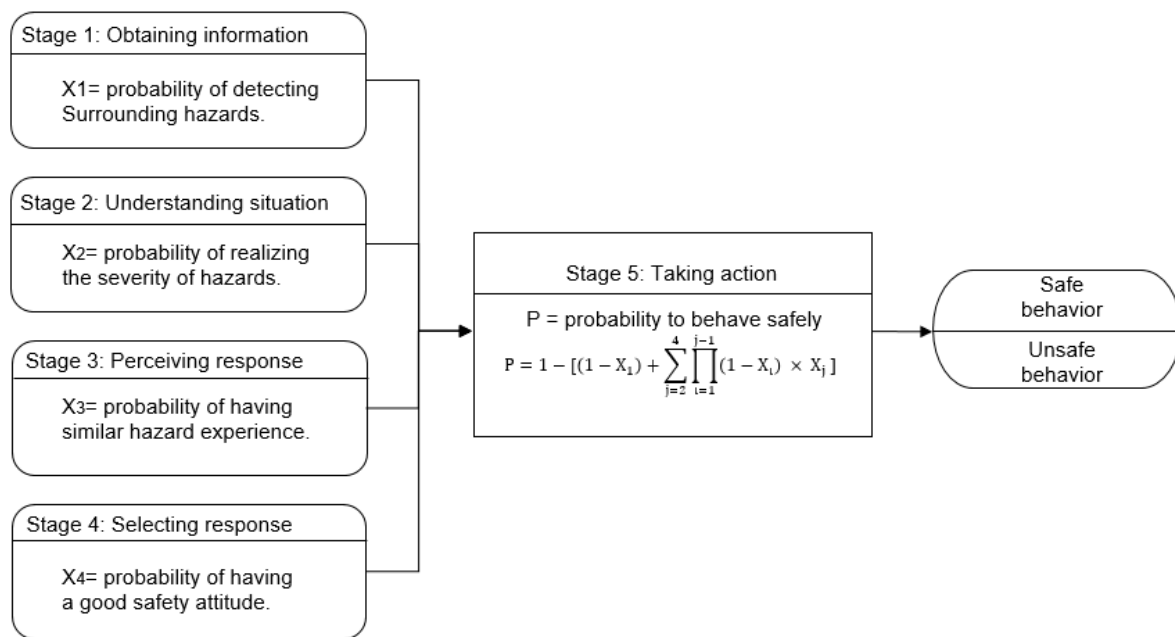 Stage 1: Obtaining information
X1= probability of detecting
Surrounding hazards.
Stage 2: Understanding situation
X2= probability of realizing
the severity of hazards.
Stage 3: Perceiving response
X3= probability of having
similar hazard experience.
Stage 4: Selecting response
X4= probability of having
a good safety attitude.
Stage 5: Taking action
P = probability to behave safely
P = 1 − [(1 − X₁) + ∑_{j=2}^{4} ∏_{i=1}^{j−1} (1 − Xᵢ) × Xⱼ ]
Safe
behavior
Unsafe
behavior